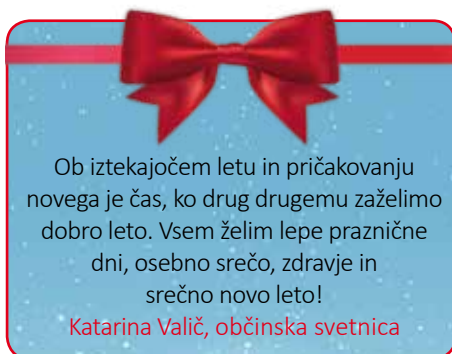 Ob iztekajočem letu in pričakovanju
novega je čas, ko drug drugemu zaželimo
dobro leto. Vsem želim lepe praznične
dni, osebno srečo, zdravje in
srečno novo leto!
Katarina Valič, občinska svetnica